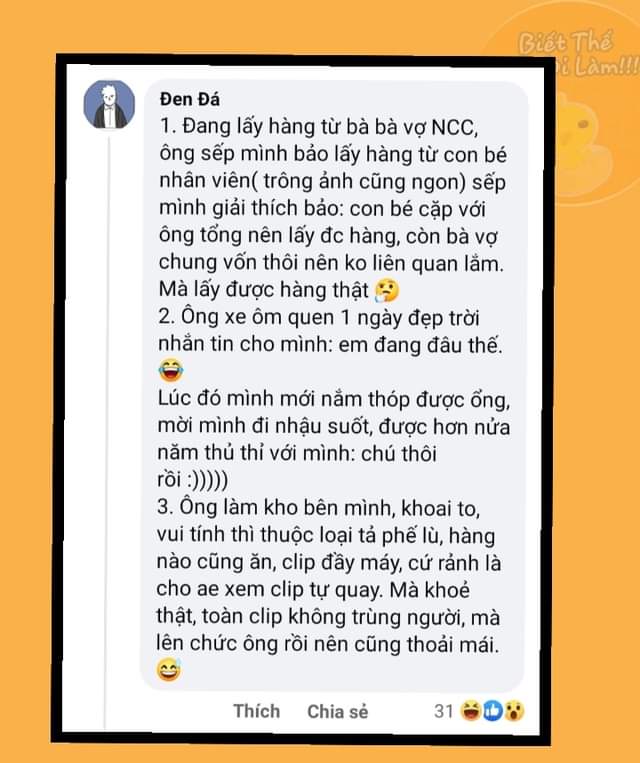 Biết Thế
Đi Làm!!!
Đen Đá
1. Đang lấy hàng từ bà bà vợ NCC,
ông sếp mình bảo lấy hàng từ con bé
nhân viên( trông ảnh cũng ngon) sếp
mình giải thích bảo: con bé cặp với
ông tổng nên lấy đc hàng, còn bà vợ
chung vốn thôi nên ko liên quan lắm.
Mà lấy được hàng thật 🤔
2. Ông xe ôm quen 1 ngày đẹp trời
nhắn tin cho mình: em đang đâu thế.
😂
Lúc đó mình mới nắm thóp được ổng,
mời mình đi nhậu suốt, được hơn nửa
năm thủ thỉ với mình: chú thôi
rồi :)))))
3. Ông làm kho bên mình, khoai to,
vui tính thì thuộc loại tả phế lù, hàng
nào cũng ăn, clip đầy máy, cứ rảnh là
cho ae xem clip tự quay. Mà khoẻ
thật, toàn clip không trùng người, mà
lên chức ông rồi nên cũng thoải mái.
😅
Thích Chia sẻ 31